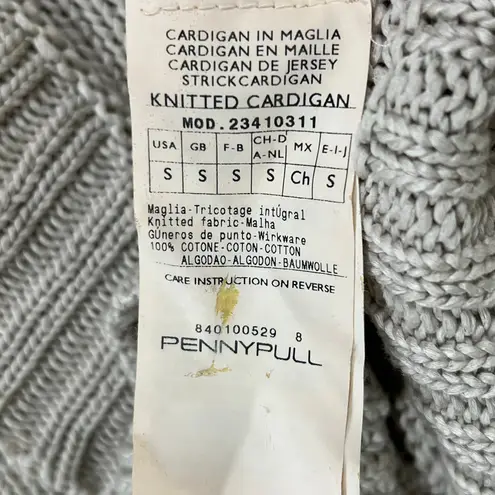 CARDIGAN IN MAGLIA
CARDIGAN EN MAILLE
CARDIGAN DE JERSEY
STRICKCARDIGAN
KNITTED CARDIGAN
MOD. 23410311
USA GB F-B CH-D A-NL MX E-I-J
S S S S Ch S
Maglia-Tricotage intÚgral
Knitted fabric-Malha
GÚneros de punto-Wirkware
100% COTONE-COTON-COTTON
ALGODAO-ALGODON-BAUMWOLLE
CARE INSTRUCTION ON REVERSE
840100529 8
PENNYPULL